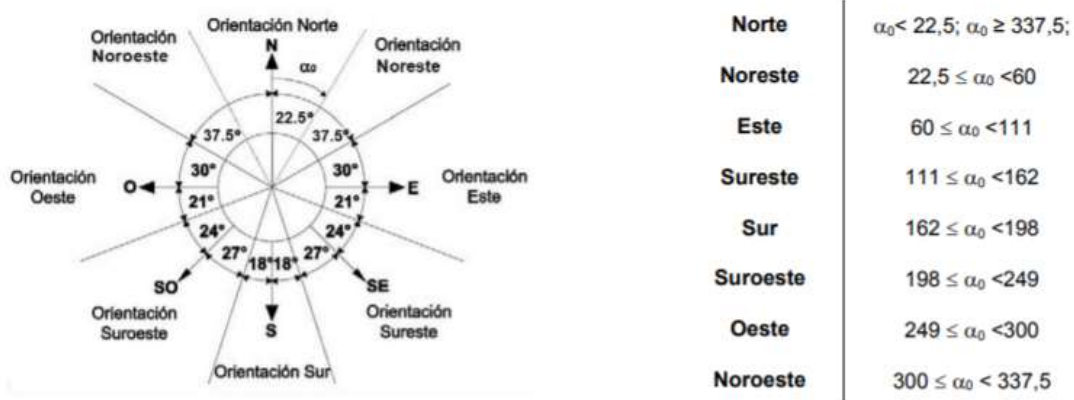 Orientación Norte
N
Orientación
Noroeste
Orientación
Noreste
α₀
22.5°
37.5°
37.5°
30°
30°
Orientación
Oeste
O
E
Orientación
Este
21°
21°
24°
24°
27°
18°
18°
27°
SO
SE
Orientación
Suroeste
S
Orientación
Sureste
Orientación Sur
Norte α₀< 22,5; α₀ ≥ 337,5;
Noreste 22,5 ≤ α₀ <60
Este 60 ≤ α₀ <111
Sureste 111 ≤ α₀ <162
Sur 162 ≤ α₀ <198
Suroeste 198 ≤ α₀ <249
Oeste 249 ≤ α₀ <300
Noroeste 300 ≤ α₀ < 337,5